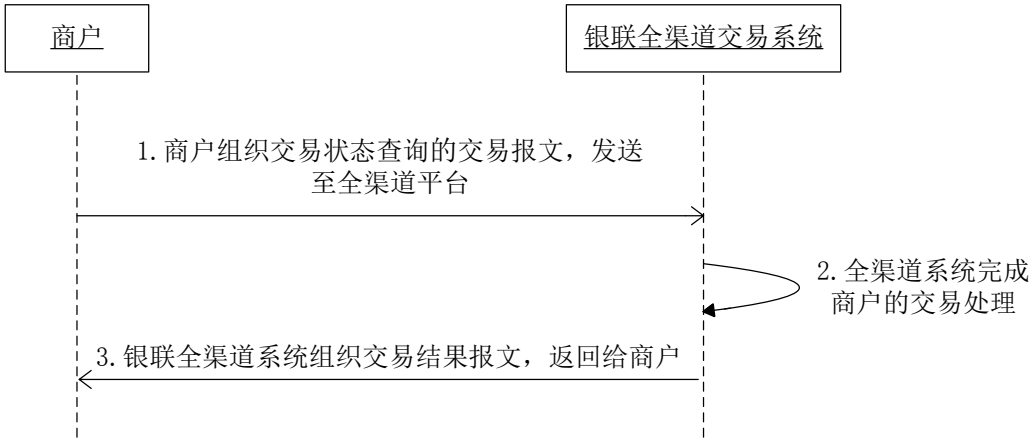 商户
银联全渠道交易系统
1.商户组织交易状态查询的交易报文，发送
至全渠道平台
2.全渠道系统完成
商户的交易处理
3.银联全渠道系统组织交易结果报文，返回给商户